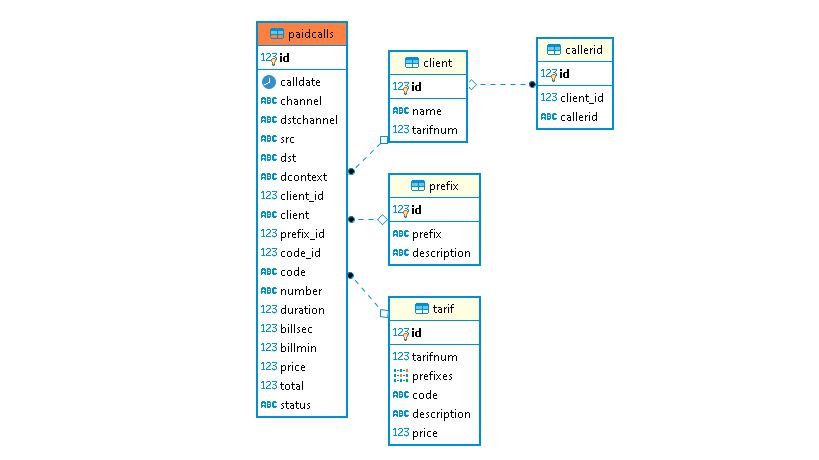 paidcalls
123 id
calldate
ABC channel
ABC dstchannel
ABC src
ABC dst
ABC dcontext
123 client_id
ABC client
123 prefix_id
123 code_id
ABC code
ABC number
123 duration
123 billsec
123 billmin
123 price
123 total
ABC status
client
123 id
ABC name
123 tarifnum
callerid
123 id
123 client_id
ABC callerid
prefix
123 id
ABC prefix
ABC description
tarif
123 id
123 tarifnum
prefixes
ABC code
ABC description
123 price